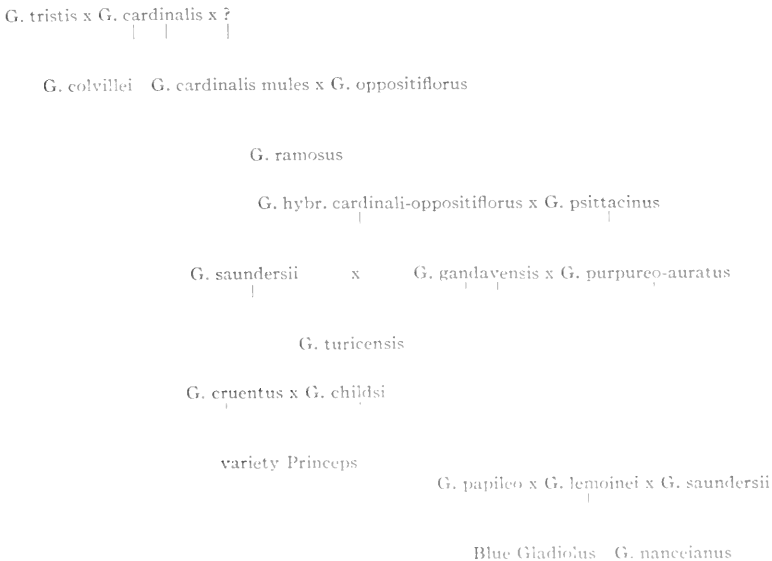 G. tristis x G. cardinalis x ?
G. colvillei G. cardinalis mules x G. oppositiflorus
G. ramosus
G. hybr. cardinali-oppositiflorus x G. psittacinus
G. saundersii x G. gandavensis x G. purpureo-auratus
G. turicensis
G. cruentus x G. childsi
variety Princeps
G. papileo x G. lemoinei x G. saundersii
Blue Gladiolus G. nanceianus